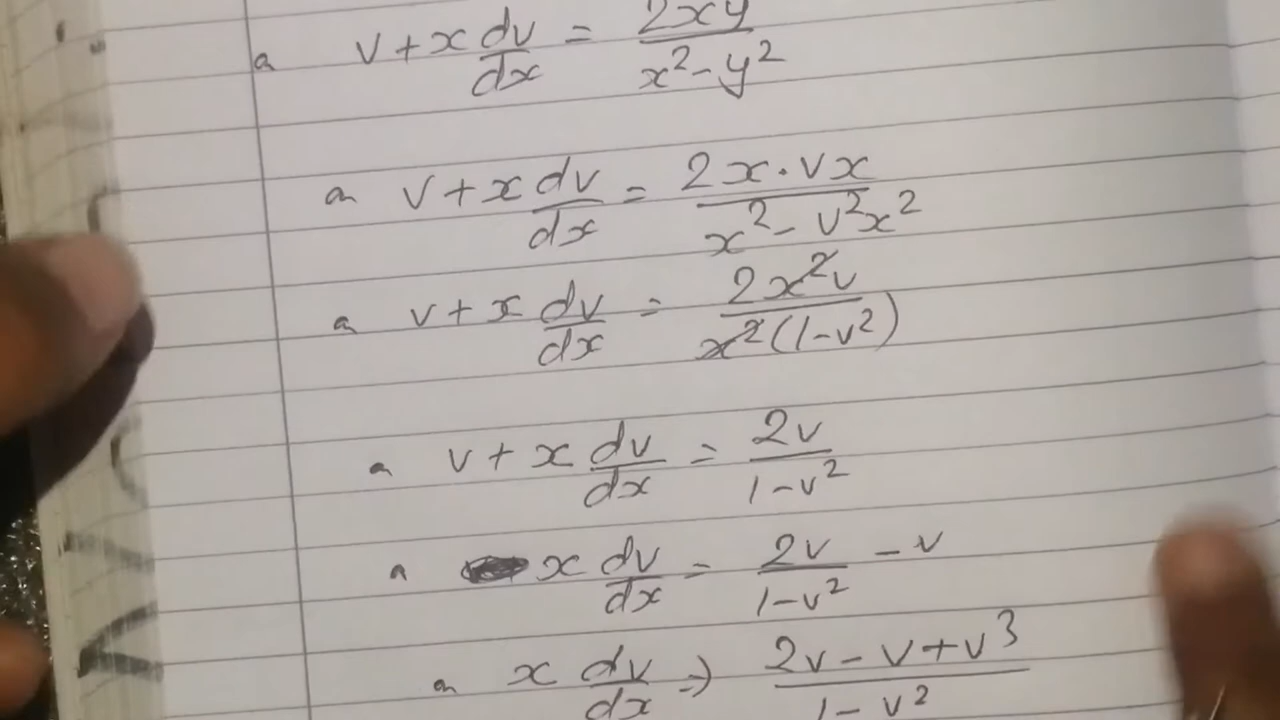 a v + x dv/dx = 2xy/x² - y²
a v + x dv/dx = 2x · vx/x² - v²x²
a v + x dv/dx = 2x²v/x²(1 - v²)
a v + x dv/dx = 2v/1 - v²
a x dv/dx = 2v/1 - v² - v
a x dv/dx => 2v - v + v³/1 - v²